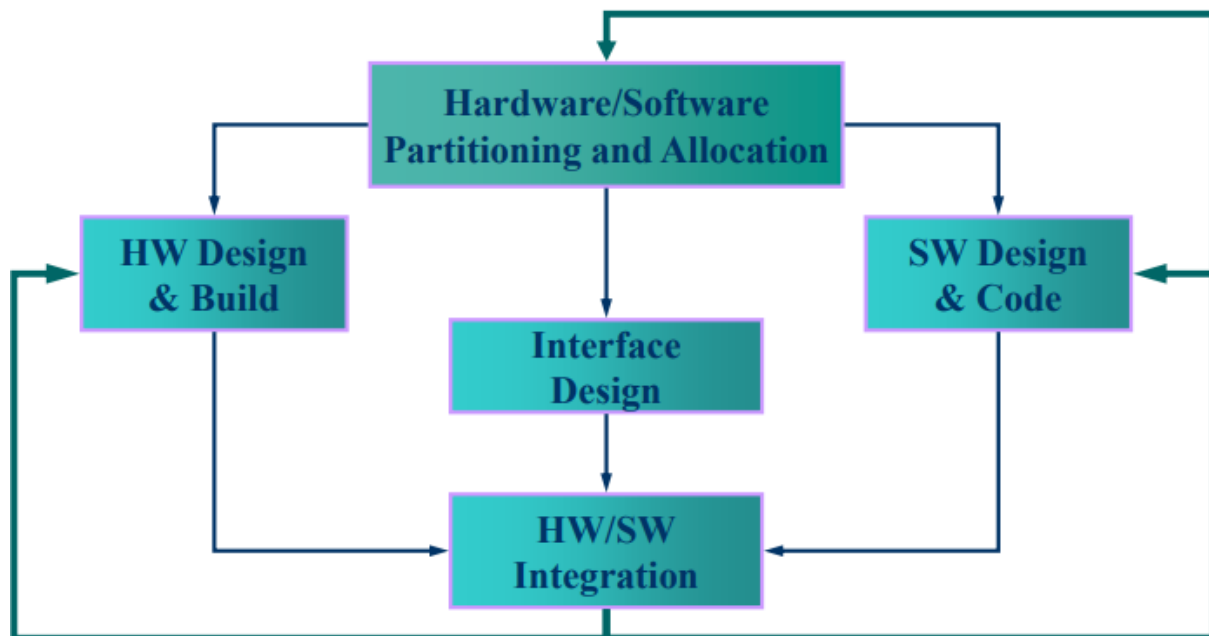 Hardware/Software
Partitioning and Allocation
HW Design
& Build
SW Design
& Code
Interface
Design
HW/SW
Integration